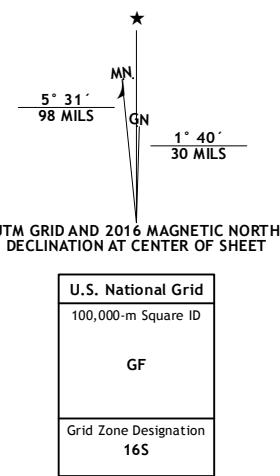 MN.
5° 31´
98 MILS
GN
1° 40´
30 MILS
UTM GRID AND 2016 MAGNETIC NORTH
DECLINATION AT CENTER OF SHEET
U.S. National Grid
100,000-m Square ID
GF
Grid Zone Designation
16S